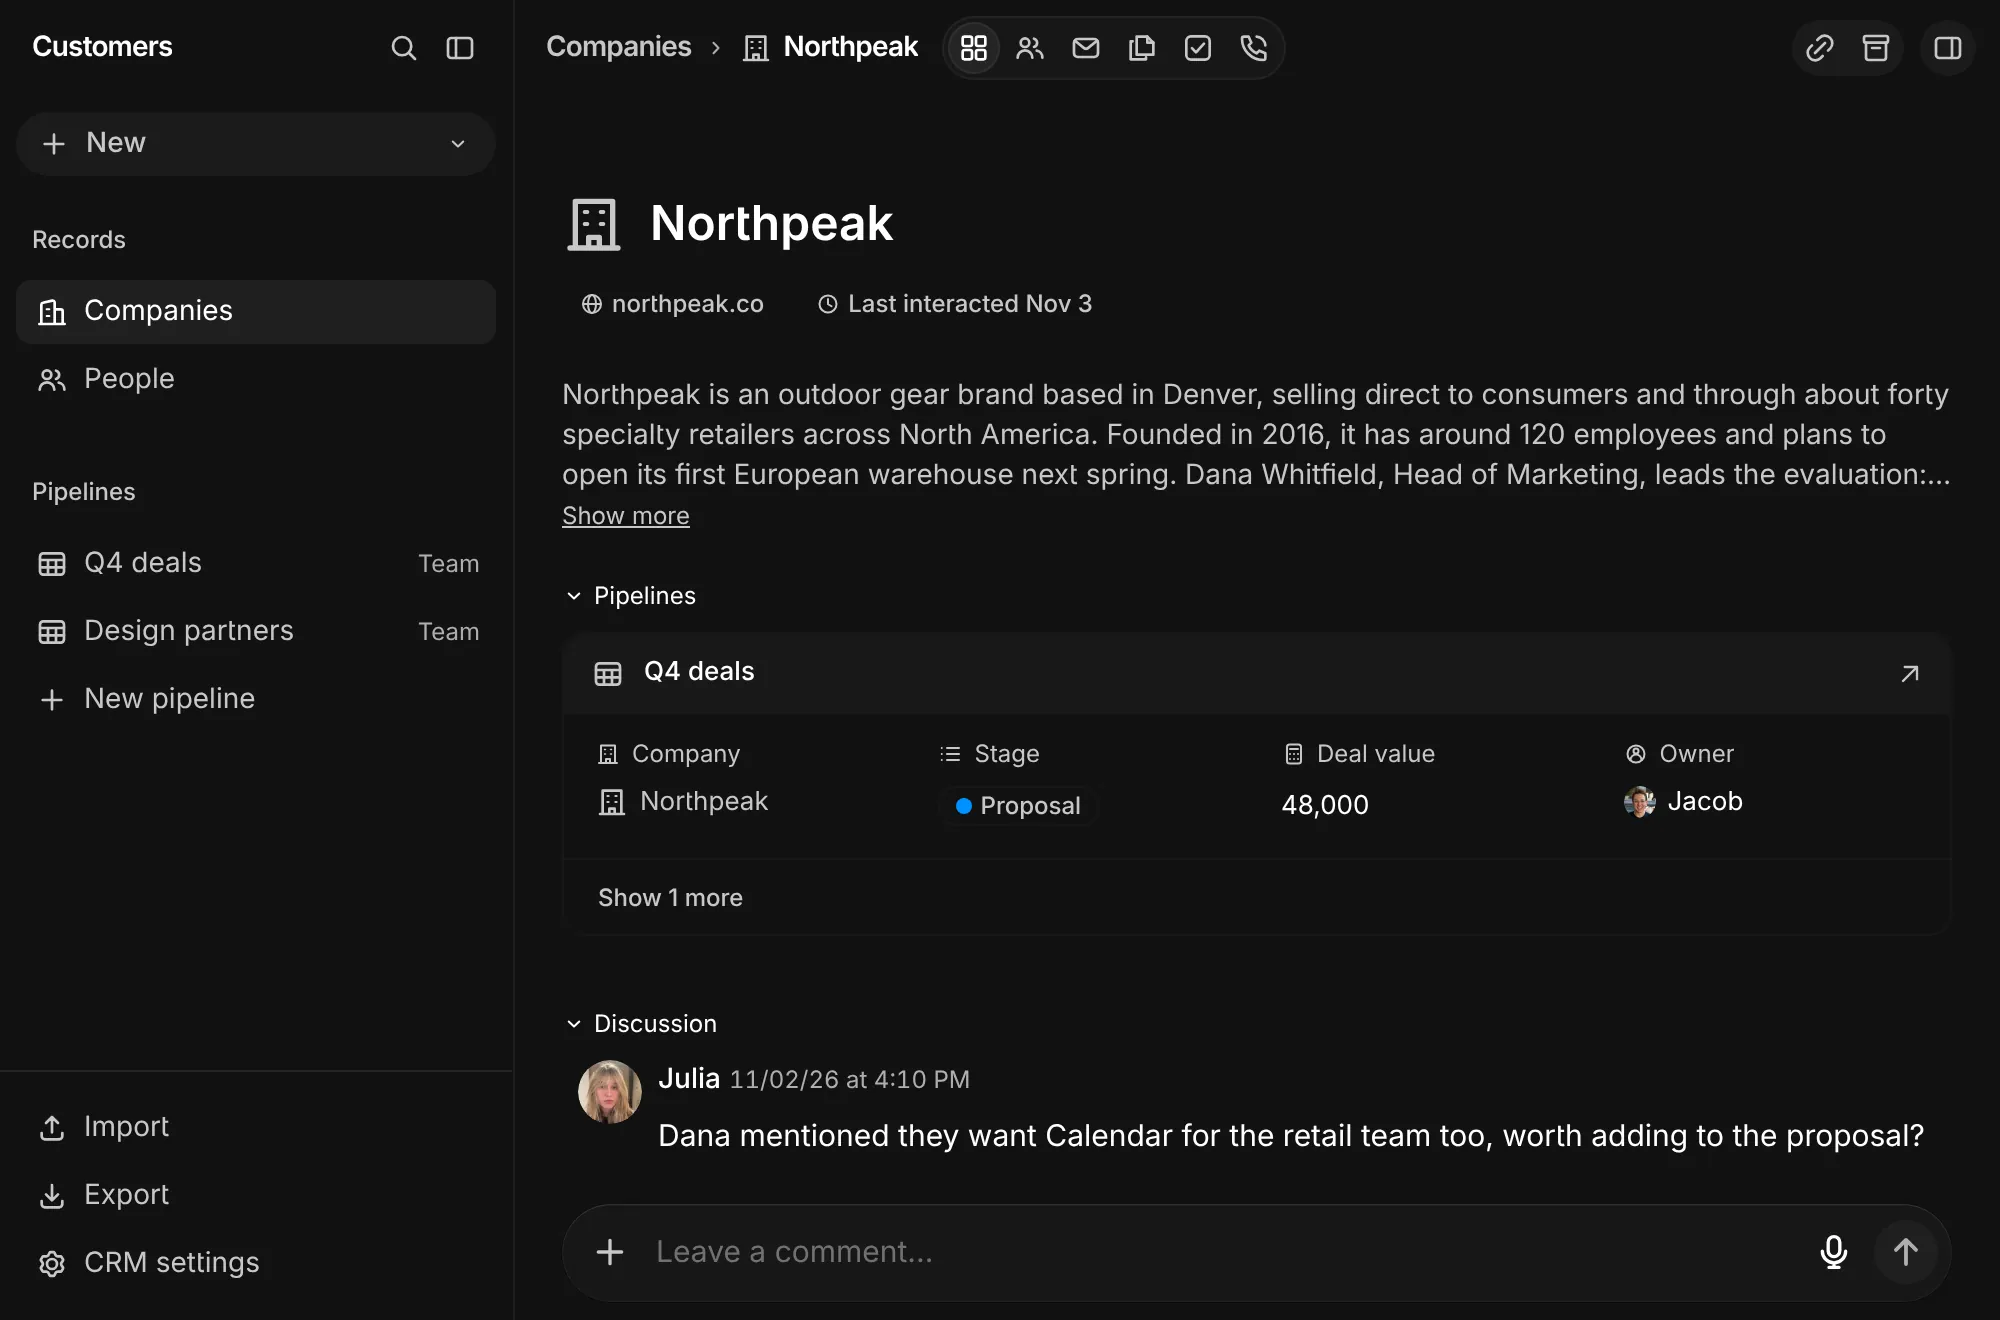 Customers
New
Records
Companies
People
Pipelines
Q4 deals Team
Design partners Team
New pipeline
Import
Export
CRM settings
Companies › Northpeak
Northpeak
northpeak.co Last interacted Nov 3
Northpeak is an outdoor gear brand based in Denver, selling direct to consumers and through about forty
specialty retailers across North America. Founded in 2016, it has around 120 employees and plans to
open its first European warehouse next spring. Dana Whitfield, Head of Marketing, leads the evaluation:...
Show more
Pipelines
Q4 deals
Company Stage Deal value Owner
Northpeak Proposal 48,000 Jacob
Show 1 more
Discussion
Julia 11/02/26 at 4:10 PM
Dana mentioned they want Calendar for the retail team too, worth adding to the proposal?
Leave a comment...